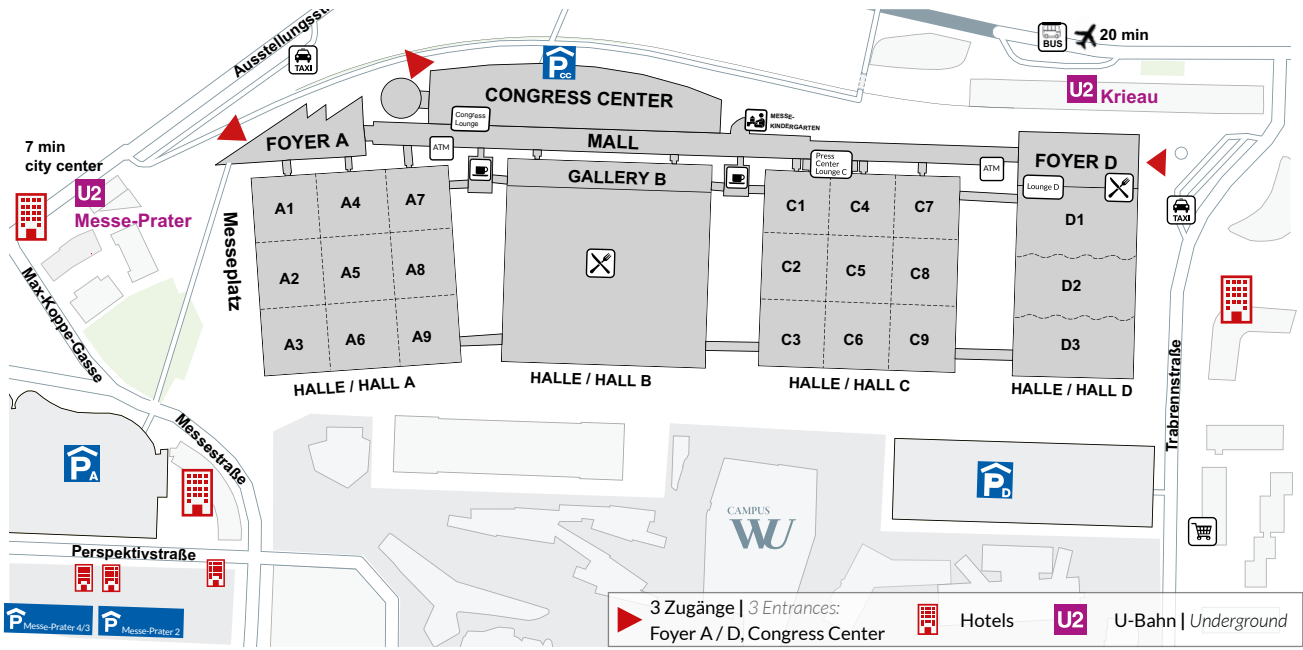 Ausstellungsstr
TAXI
P CC
BUS
20 min
U2 Krieau
CONGRESS CENTER
Congress
Lounge
MESSE-
KINDERGARTEN
FOYER A
ATM
MALL
Press
Center
Lounge C
ATM
FOYER D
7 min
city center
U2
Messe-Prater
GALLERY B
Lounge D
TAXI
Messeplatz
A1 A4 A7
A2 A5 A8
A3 A6 A9
C1 C4 C7
C2 C5 C8
C3 C6 C9
D1
D2
D3
Max-Koppe-Gasse
HALLE / HALL A
HALLE / HALL B
HALLE / HALL C
HALLE / HALL D
Trabrennstraße
Messestraße
P A
P D
CAMPUS
WU
Perspektivstraße
P Messe-Prater 4/3
P Messe-Prater 2
3 Zugänge | 3 Entrances:
Foyer A / D, Congress Center
Hotels
U2 U-Bahn | Underground